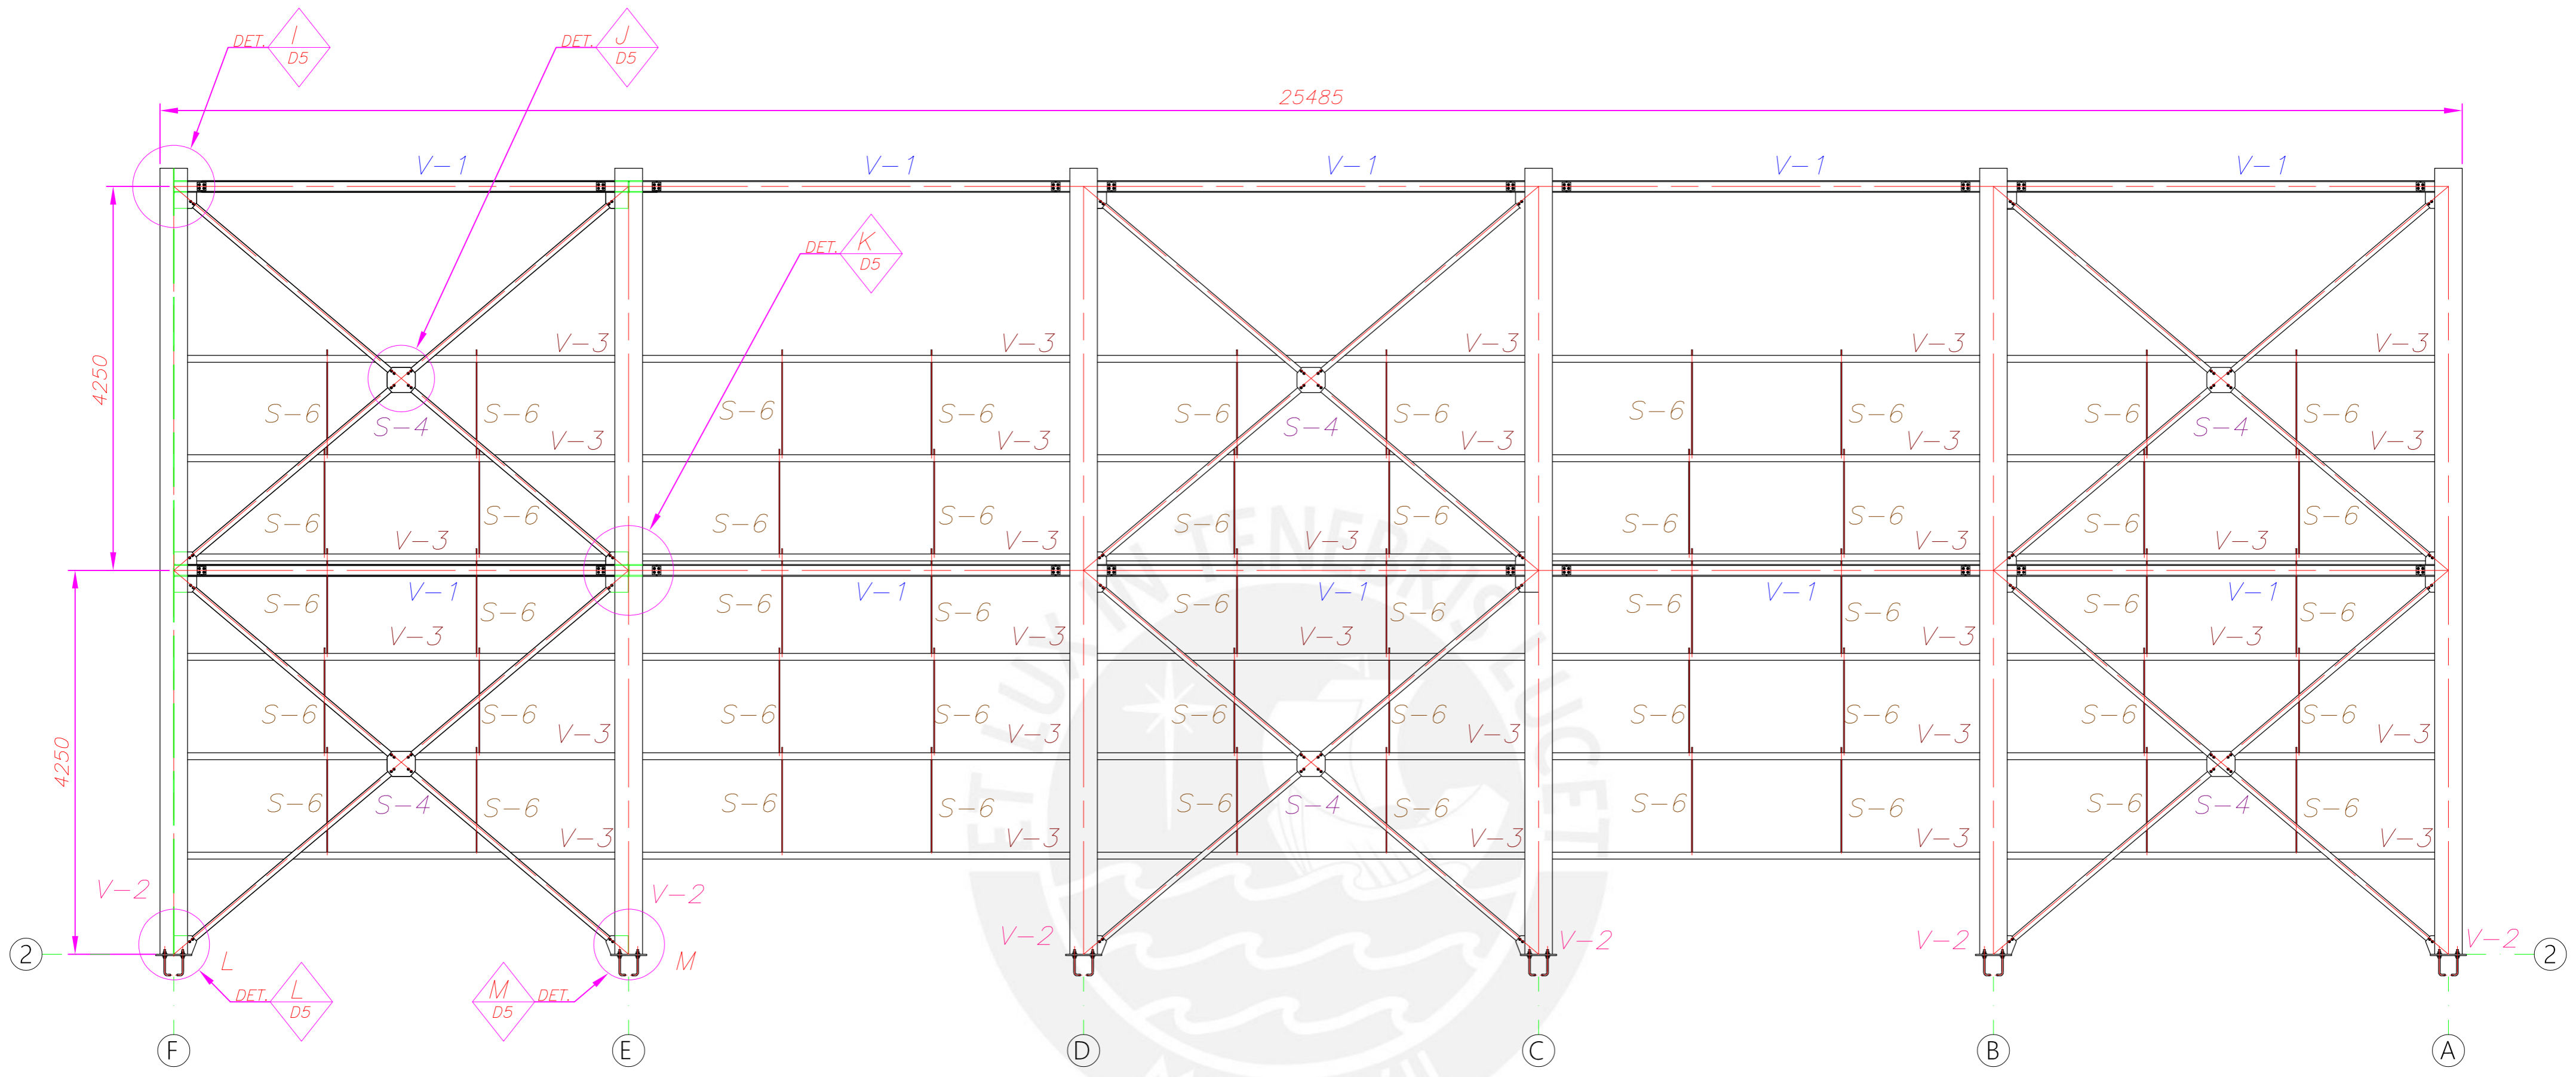 DET. I D5
DET. J D5
25485
V-1 V-1 V-1 V-1 V-1
DET. K D5
4250
V-3 V-3 V-3 V-3 V-3
S-6 S-6 S-6 S-6 S-6 S-6 S-6 S-6 S-6 S-6
S-4 S-4 S-4
V-3 V-3 V-3 V-3 V-3
S-6 S-6 S-6 S-6 S-6 S-6 S-6 S-6 S-6 S-6
V-3 V-3 V-3 V-3 V-3
V-1 V-1 V-1 V-1 V-1
S-6 S-6 S-6 S-6 S-6 S-6 S-6 S-6 S-6 S-6
V-3 V-3 V-3 V-3 V-3
4250
S-6 S-6 S-6 S-6 S-6 S-6 S-6 S-6 S-6 S-6
V-3 V-3 V-3 V-3 V-3
S-6 S-6 S-6 S-6 S-6 S-6 S-6 S-6 S-6 S-6
S-4 S-4 S-4
V-3 V-3 V-3 V-3 V-3
V-2 V-2 V-2 V-2 V-2 V-2
2 L M 2
DET. L D5
M D5 DET.
F E D C B A
ET LUX IN TENEBRIS LUCET